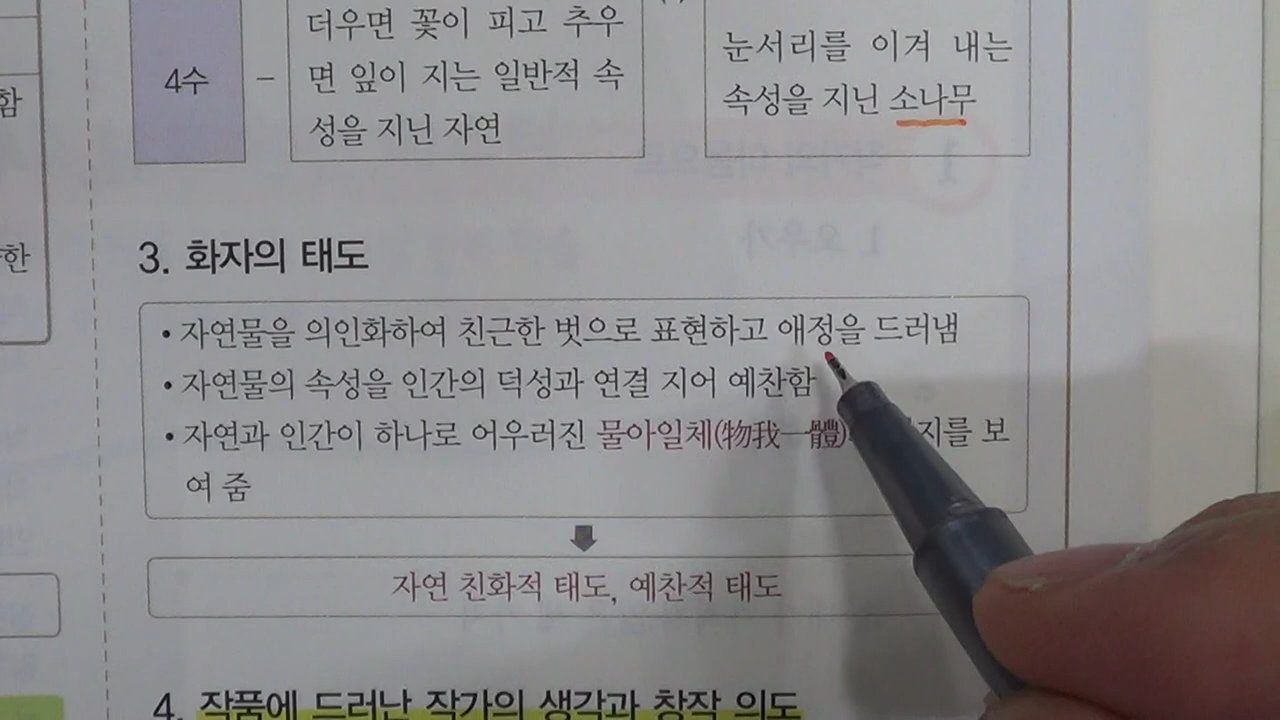 함
한
4수
–
더우면 꽃이 피고 추우
면 잎이 지는 일반적 속
성을 지닌 자연
눈서리를 이겨 내는
속성을 지닌 소나무
3. 화자의 태도
• 자연물을 의인화하여 친근한 벗으로 표현하고 애정을 드러냄
• 자연물의 속성을 인간의 덕성과 연결 지어 예찬함
• 자연과 인간이 하나로 어우러진 물아일체(物我一體) 보
여 줌
자연 친화적 태도, 예찬적 태도
4. 작품에 드러난 작가의 생각과 창작 의도